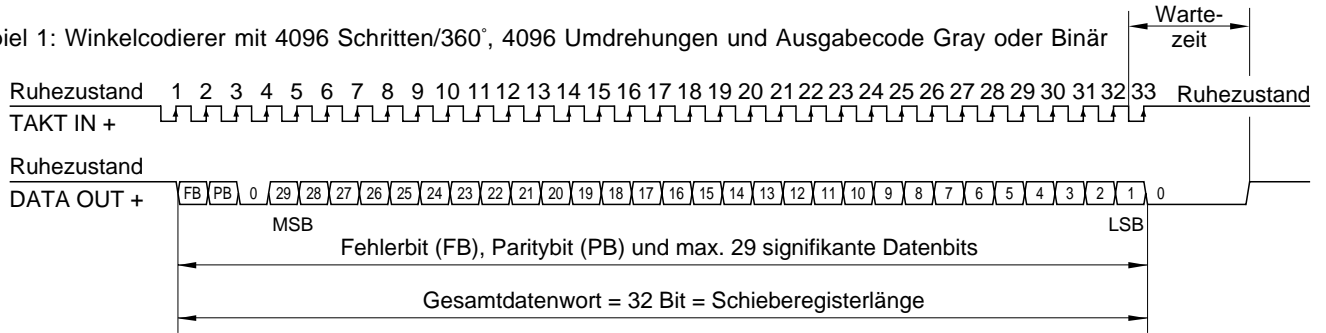 Warte-
iel 1: Winkelcodierer mit 4096 Schritten/360°, 4096 Umdrehungen und Ausgabecode Gray oder Binär
zeit
Ruhezustand 1 2 3 4 5 6 7 8 9 10 11 12 13 14 15 16 17 18 19 20 21 22 23 24 25 26 27 28 29 30 31 32 33 Ruhezustand
TAKT IN +
Ruhezustand
DATA OUT + FB PB 0 29 28 27 26 25 24 23 22 21 20 19 18 17 16 15 14 13 12 11 10 9 8 7 6 5 4 3 2 1 0
MSB LSB
Fehlerbit (FB), Paritybit (PB) und max. 29 signifikante Datenbits
Gesamtdatenwort = 32 Bit = Schieberegisterlänge